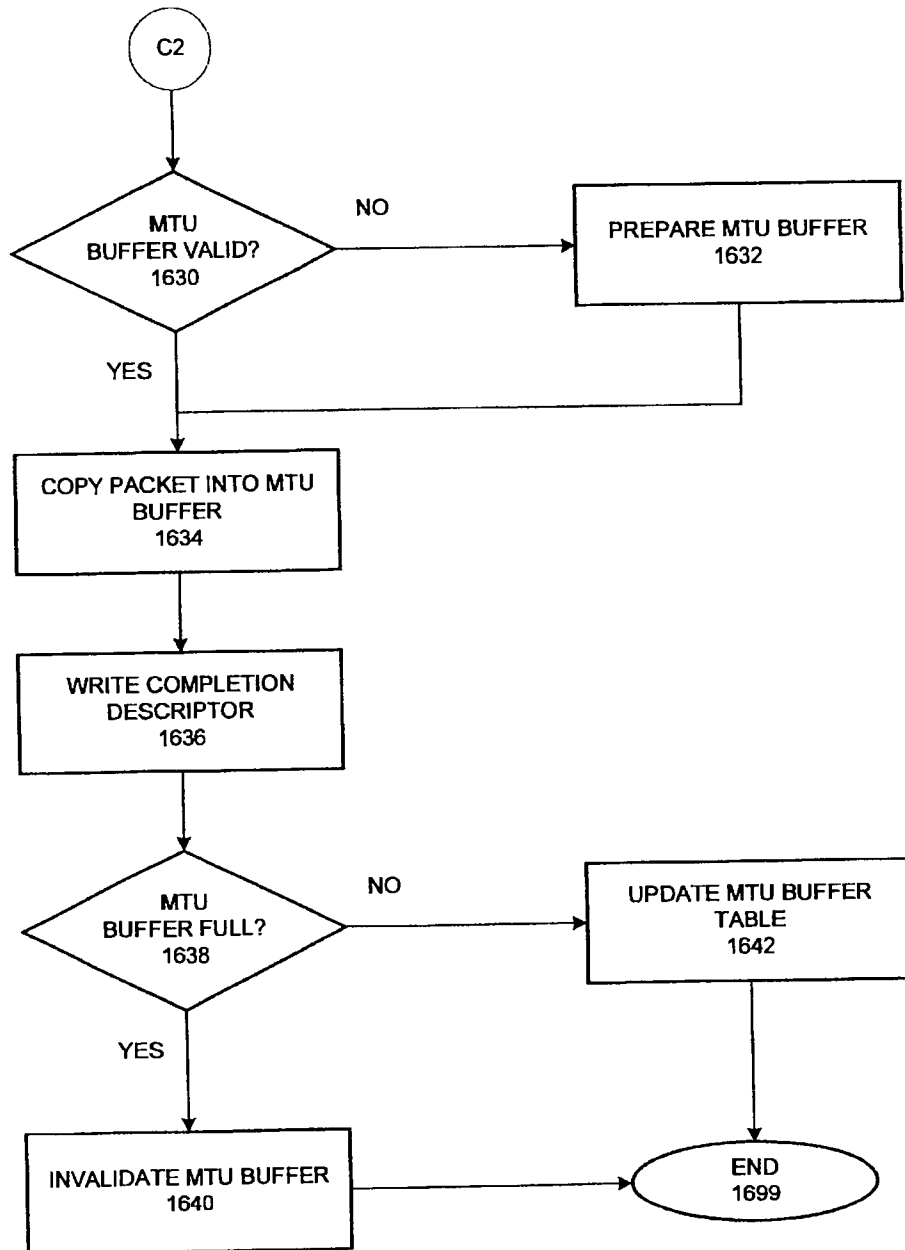 C2
MTU
BUFFER VALID?
1630
NO
PREPARE MTU BUFFER
1632
YES
COPY PACKET INTO MTU
BUFFER
1634
WRITE COMPLETION
DESCRIPTOR
1636
MTU
BUFFER FULL?
1638
NO
UPDATE MTU BUFFER
TABLE
1642
YES
INVALIDATE MTU BUFFER
1640
END
1699